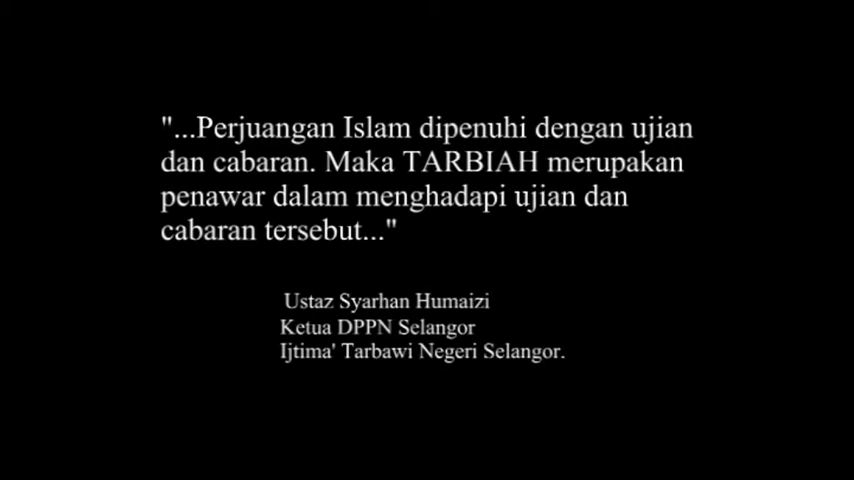 "...Perjuangan Islam dipenuhi dengan ujian
dan cabaran. Maka TARBIAH merupakan
penawar dalam menghadapi ujian dan
cabaran tersebut..."
Ustaz Syarhan Humaizi
Ketua DPPN Selangor
Ijtima' Tarbawi Negeri Selangor.